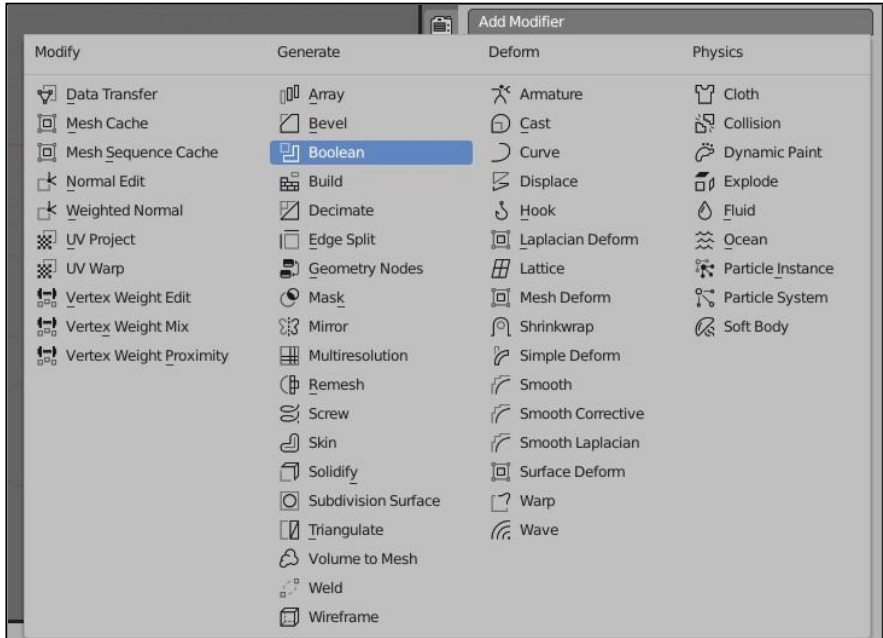 Add Modifier
Modify
Data Transfer
Mesh Cache
Mesh Sequence Cache
Normal Edit
Weighted Normal
UV Project
UV Warp
Vertex Weight Edit
Vertex Weight Mix
Vertex Weight Proximity
Generate
Array
Bevel
Boolean
Build
Decimate
Edge Split
Geometry Nodes
Mask
Mirror
Multiresolution
Remesh
Screw
Skin
Solidify
Subdivision Surface
Triangulate
Volume to Mesh
Weld
Wireframe
Deform
Armature
Cast
Curve
Displace
Hook
Laplacian Deform
Lattice
Mesh Deform
Shrinkwrap
Simple Deform
Smooth
Smooth Corrective
Smooth Laplacian
Surface Deform
Warp
Wave
Physics
Cloth
Collision
Dynamic Paint
Explode
Fluid
Ocean
Particle Instance
Particle System
Soft Body